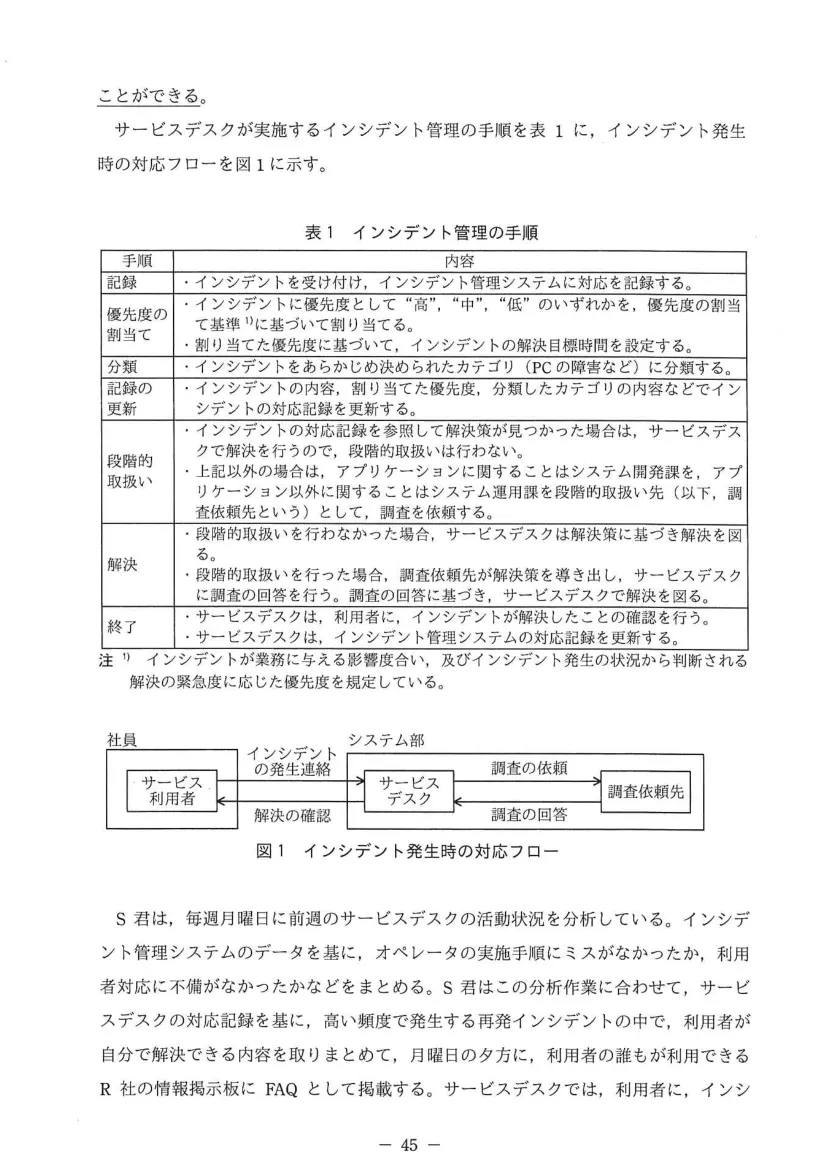 ことができる。
サービスデスクが実施するインシデント管理の手順を表 1 に，インシデント発生
時の対応フローを図 1 に示す。
表 1　インシデント管理の手順
手順　内容
記録　・インシデントを受け付け，インシデント管理システムに対応を記録する。
優先度の
割当て
・インシデントに優先度として“高”，“中”，“低”のいずれかを，優先度の割当
て基準 1)に基づいて割り当てる。
・割り当てた優先度に基づいて，インシデントの解決目標時間を設定する。
分類　・インシデントをあらかじめ決められたカテゴリ（PC の障害など）に分類する。
記録の
更新
・インシデントの内容，割り当てた優先度，分類したカテゴリの内容などでイン
シデントの対応記録を更新する。
段階的
取扱い
・インシデントの対応記録を参照して解決策が見つかった場合は，サービスデス
クで解決を行うので，段階的取扱いは行わない。
・上記以外の場合は，アプリケーションに関することはシステム開発課を，アプ
リケーション以外に関することはシステム運用課を段階的取扱い先（以下，調
査依頼先という）として，調査を依頼する。
解決
・段階的取扱いを行わなかった場合，サービスデスクは解決策に基づき解決を図
る。
・段階的取扱いを行った場合，調査依頼先が解決策を導き出し，サービスデスク
に調査の回答を行う。調査の回答に基づき，サービスデスクで解決を図る。
終了
・サービスデスクは，利用者に，インシデントが解決したことの確認を行う。
・サービスデスクは，インシデント管理システムの対応記録を更新する。
注 1)　インシデントが業務に与える影響度合い，及びインシデント発生の状況から判断される
解決の緊急度に応じた優先度を規定している。
社員
システム部
インシデント
の発生連絡
調査の依頼
サービス
利用者
サービス
デスク
調査依頼先
解決の確認
調査の回答
図 1　インシデント発生時の対応フロー
S 君は，毎週月曜日に前週のサービスデスクの活動状況を分析している。インシデ
ント管理システムのデータを基に，オペレータの実施手順にミスがなかったか，利用
者対応に不備がなかったかなどをまとめる。S 君はこの分析作業に合わせて，サービ
スデスクの対応記録を基に，高い頻度で発生する再発インシデントの中で，利用者が
自分で解決できる内容を取りまとめて，月曜日の夕方に，利用者の誰もが利用できる
R 社の情報掲示板に FAQ として掲載する。サービスデスクでは，利用者に，インシ
− 45 −